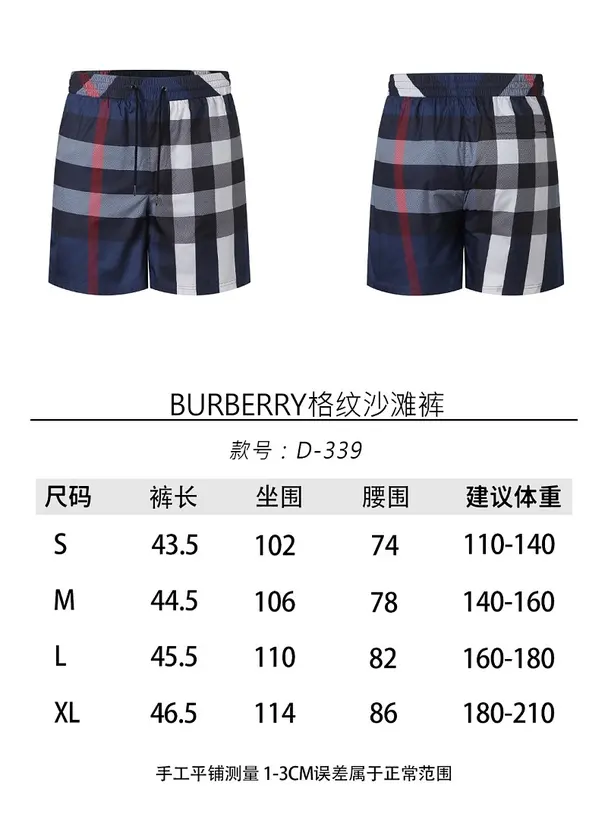 BURBERRY格纹沙滩裤
款号：D-339
尺码 裤长 坐围 腰围 建议体重
S 43.5 102 74 110-140
M 44.5 106 78 140-160
L 45.5 110 82 160-180
XL 46.5 114 86 180-210
手工平铺测量 1-3CM误差属于正常范围